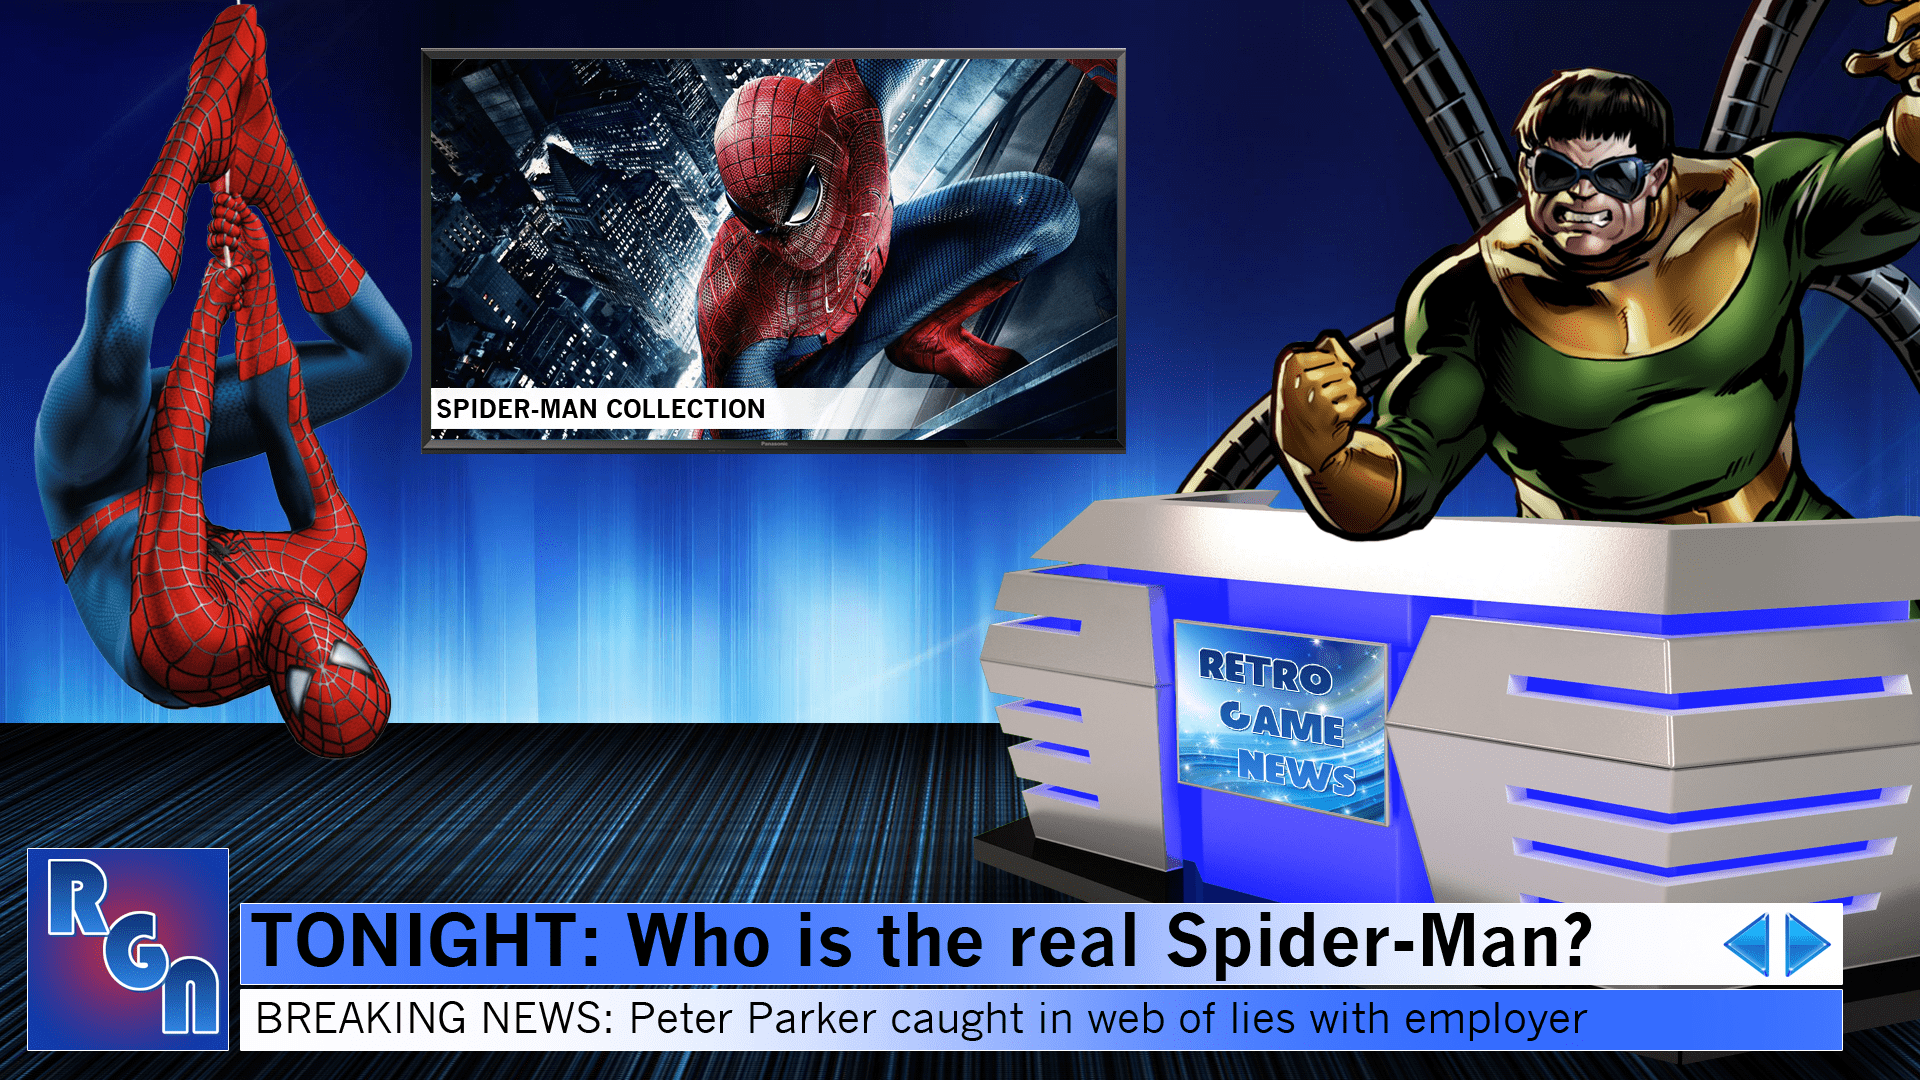 SPIDER-MAN COLLECTION
Panasonic
RETRO
GAME
NEWS
RGN
TONIGHT: Who is the real Spider-Man?
BREAKING NEWS: Peter Parker caught in web of lies with employer